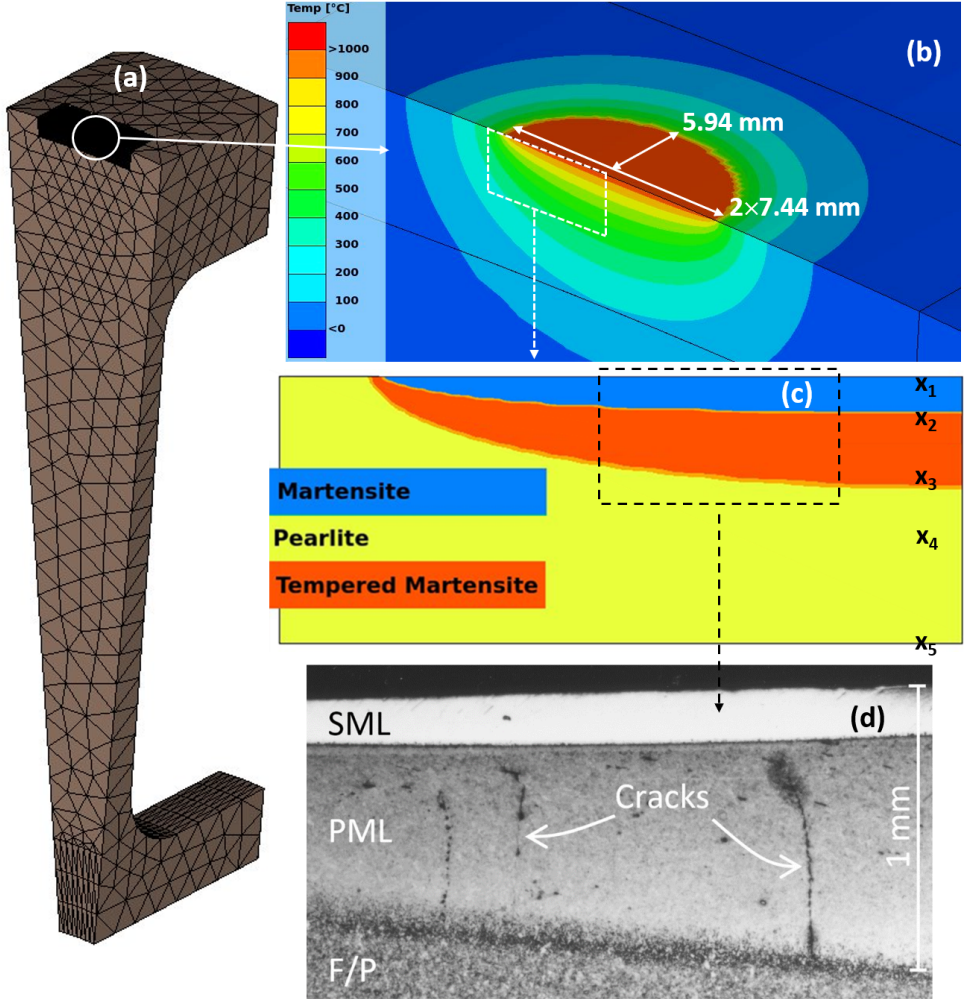 Temp [°C]
(a)
(b)
>1000
900
800
700
600
500
400
300
200
100
<0
5.94 mm
2×7.44 mm
(c)
x₁
x₂
x₃
x₄
x₅
Martensite
Pearlite
Tempered Martensite
(d)
SML
Cracks
PML
1 mm
F/P